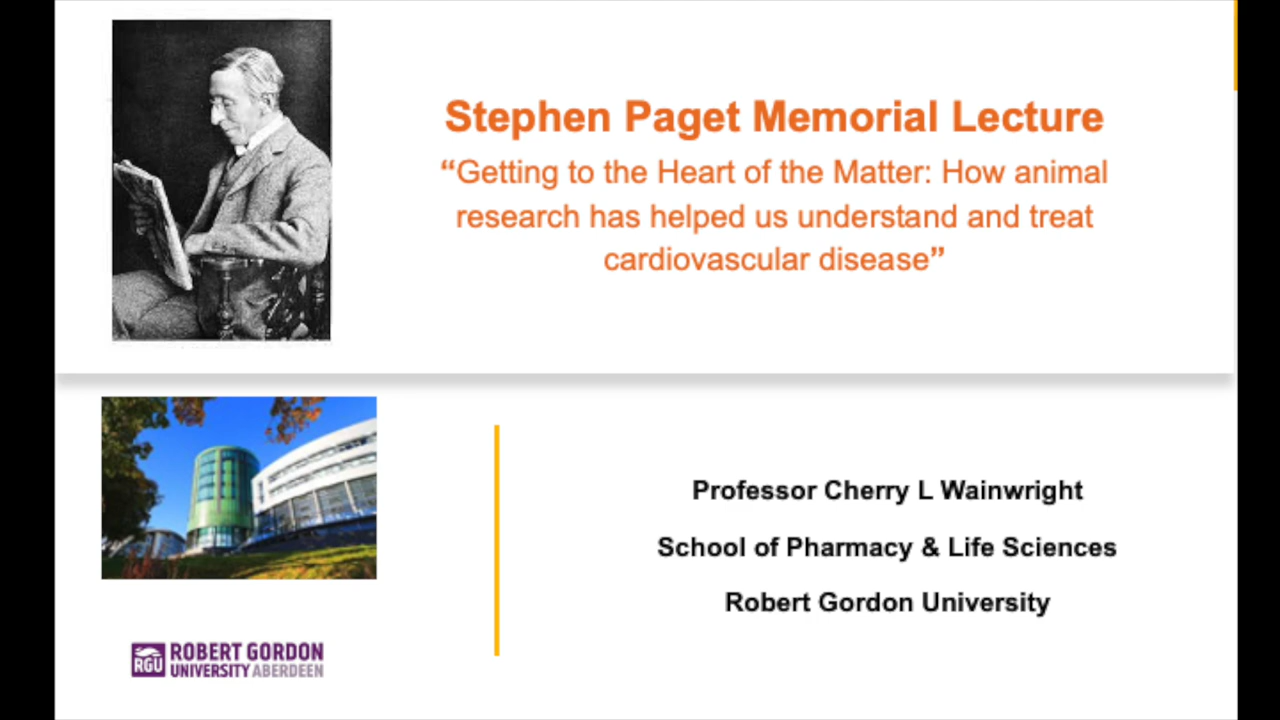 Stephen Paget Memorial Lecture
“Getting to the Heart of the Matter: How animal
research has helped us understand and treat
cardiovascular disease”
Professor Cherry L Wainwright
School of Pharmacy & Life Sciences
Robert Gordon University
RGU
ROBERT GORDON
UNIVERSITY ABERDEEN